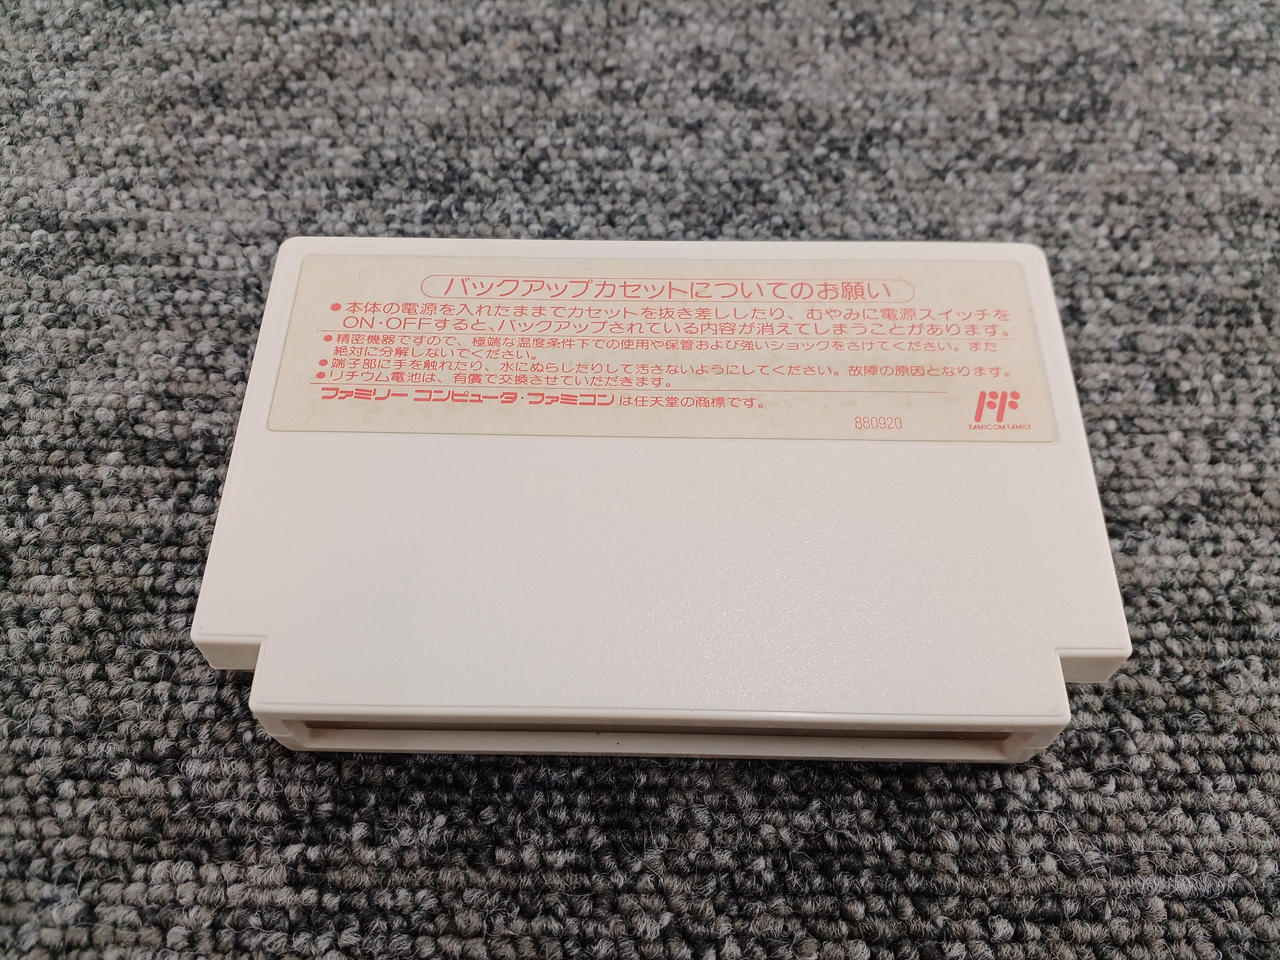 バックアップカセットについてのお願い
●本体の電源を入れたままでカセットを抜き差ししたり、むやみに電源スイッチを
ON・OFFすると、バックアップされている内容が消えてしまうことがあります。
●精密機器ですので、極端な温度条件下での使用や保管および強いショックをさけてください。また
絶対に分解しないでください。
●端子部に手を触れたり、水にぬらしたりして汚さないようにしてください。故障の原因となります。
●リチウム電池は、有償で交換させていただきます。
ファミリー コンピュータ・ファミコン は任天堂の商標です。
880920
FAMICOM FAMILY